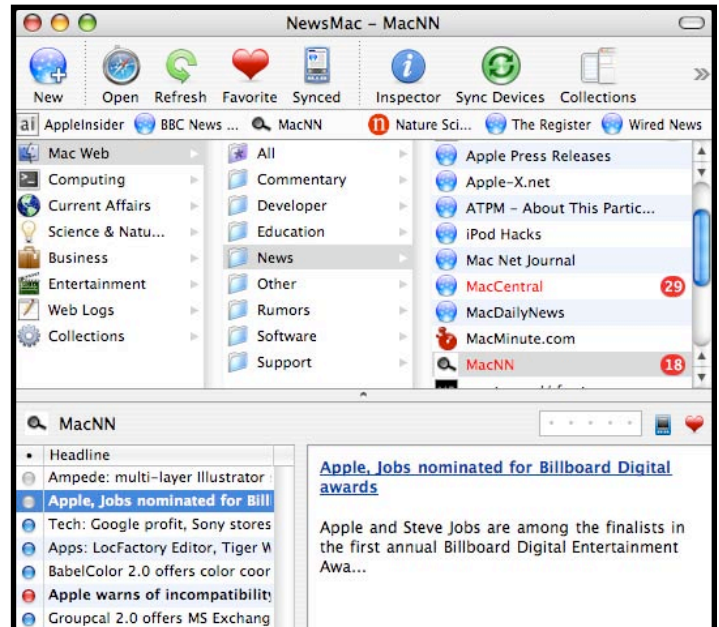 NewsMac – MacNN
New Open Refresh Favorite Synced Inspector Sync Devices Collections »
ai AppleInsider BBC News ... MacNN n Nature Sci... The Register Wired News
Mac Web
Computing
Current Affairs
Science & Natu...
Business
Entertainment
Web Logs
Collections
All
Commentary
Developer
Education
News
Other
Rumors
Software
Support
Apple Press Releases
Apple-X.net
ATPM – About This Partic...
iPod Hacks
Mac Net Journal
MacCentral 29
MacDailyNews
MacMinute.com
MacNN 18
MacNN
• Headline
Ampede: multi-layer Illustrator
Apple, Jobs nominated for Bill
Tech: Google profit, Sony stores
Apps: LocFactory Editor, Tiger W
BabelColor 2.0 offers color coor
Apple warns of incompatibility
Groupcal 2.0 offers MS Exchang
Apple, Jobs nominated for Billboard Digital
awards
Apple and Steve Jobs are among the finalists in
the first annual Billboard Digital Entertainment
Awa...